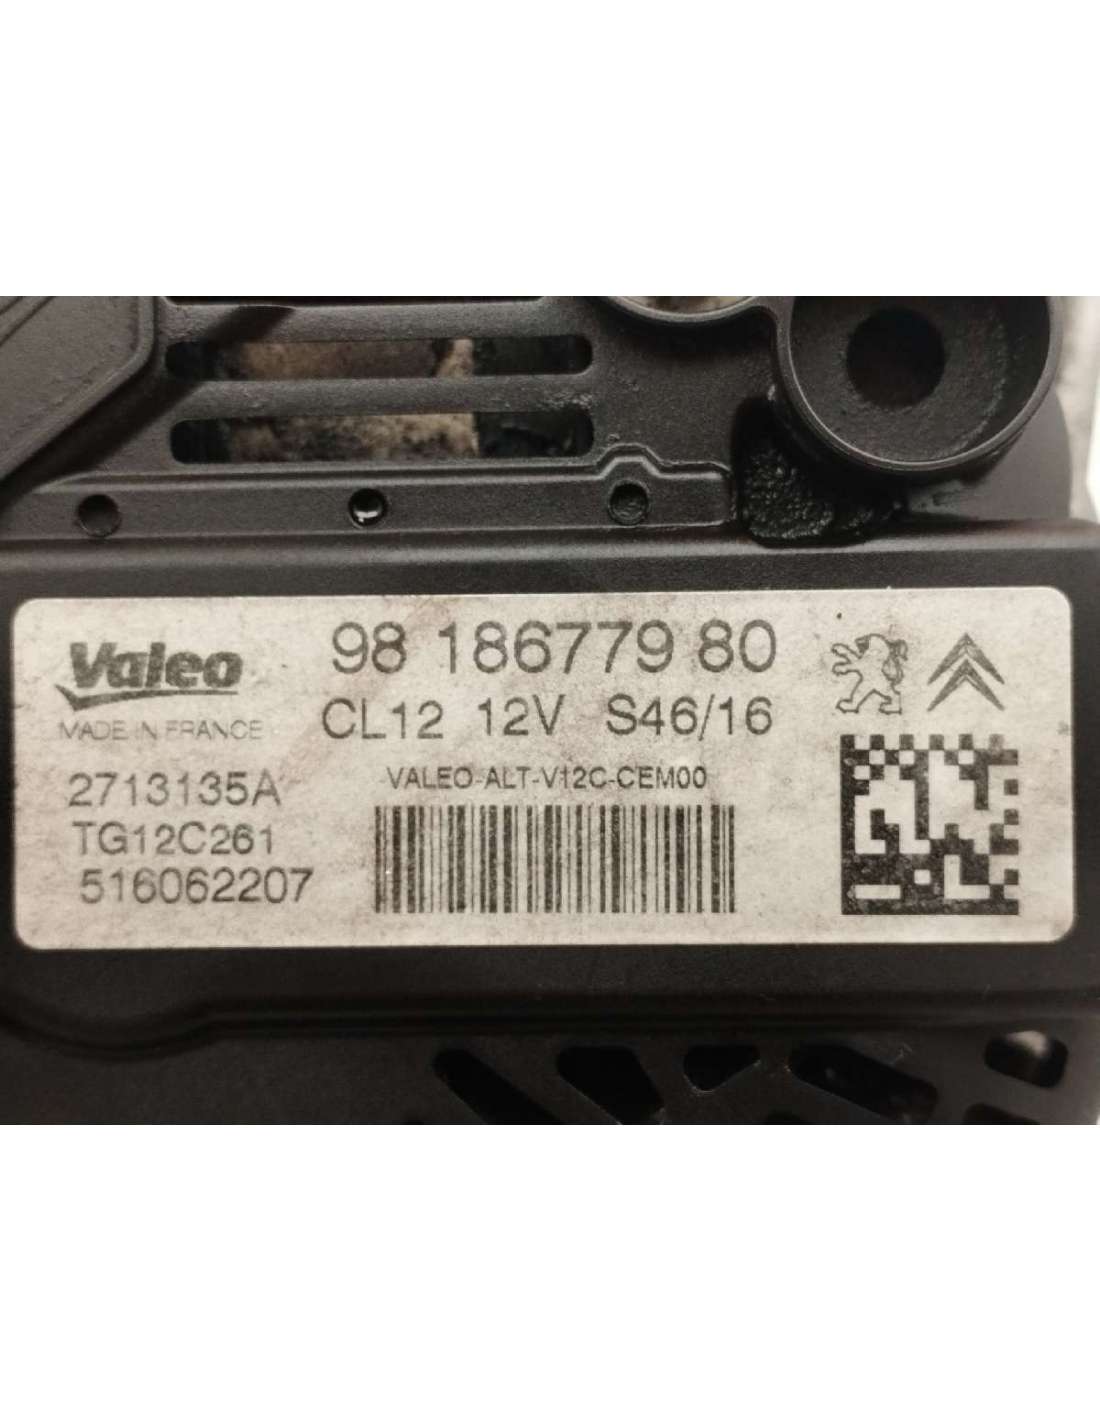 Valeo
MADE IN FRANCE
2713135A
TG12C261
516062207
98 186779 80
CL12 12V S46/16
VALEO-ALT-V12C-CEM00